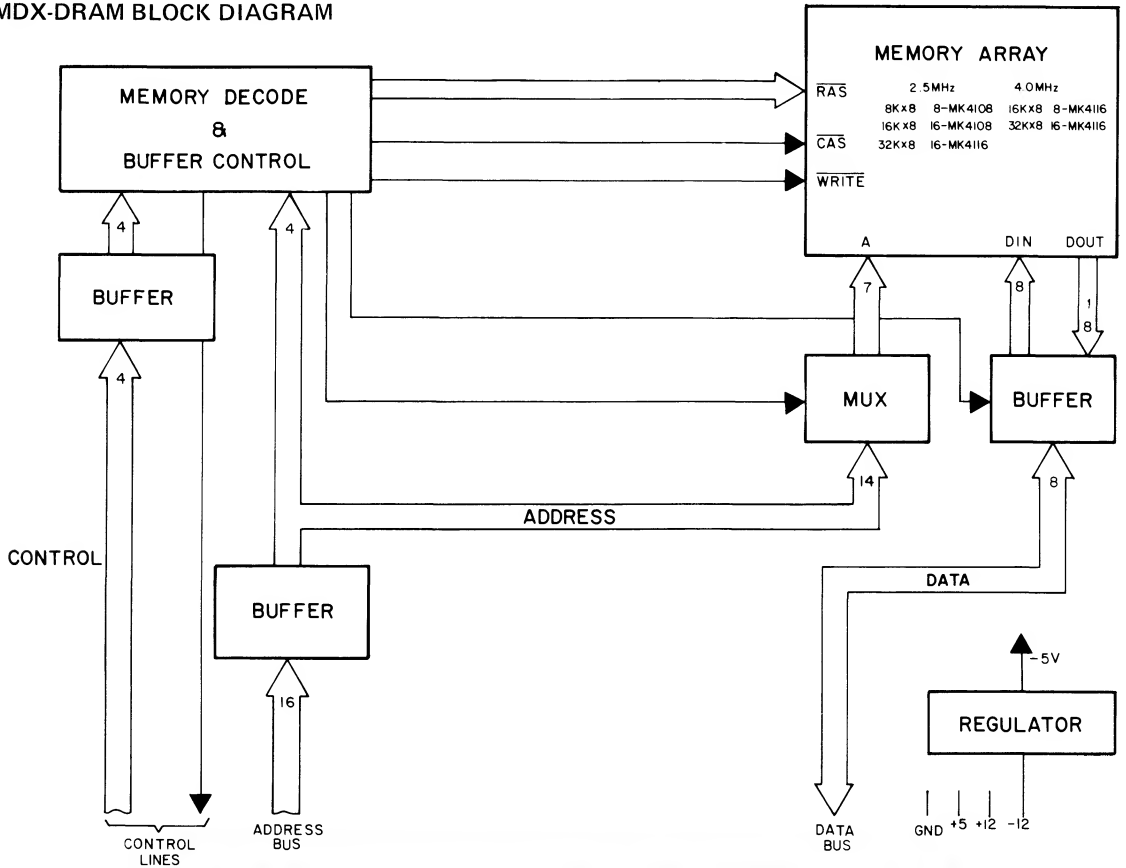 MDX-DRAM BLOCK DIAGRAM
MEMORY DECODE
&
BUFFER CONTROL
MEMORY ARRAY
RAS
CAS
WRITE
2.5MHz 4.0MHz
8K×8 8-MK4108 16K×8 8-MK4116
16K×8 16-MK4108 32K×8 16-MK4116
32K×8 16-MK4116
A DIN DOUT
4
4
7
8
1
8
BUFFER
4
MUX
BUFFER
14
8
ADDRESS
CONTROL
BUFFER
DATA
16
-5V
REGULATOR
GND +5 +12 -12
CONTROL
LINES
ADDRESS
BUS
DATA
BUS